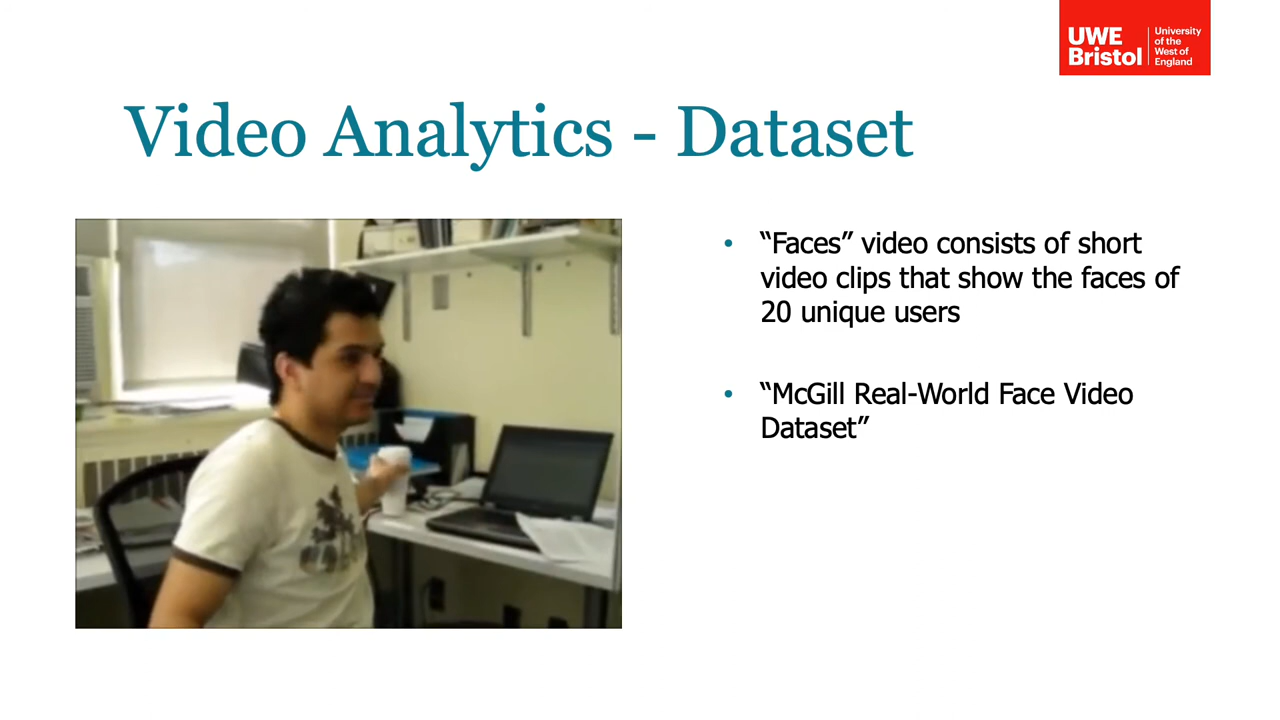 UWE
Bristol
University
of the
West of
England
Video Analytics - Dataset
• “Faces” video consists of short
video clips that show the faces of
20 unique users
• “McGill Real-World Face Video
Dataset”